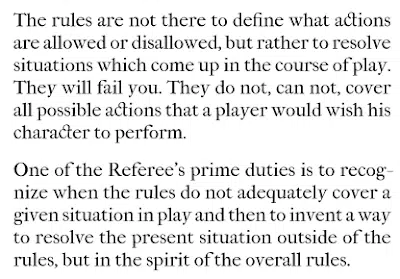 The rules are not there to define what actions
are allowed or disallowed, but rather to resolve
situations which come up in the course of play.
They will fail you. They do not, can not, cover
all possible actions that a player would wish his
character to perform.
One of the Referee's prime duties is to recog-
nize when the rules do not adequately cover a
given situation in play and then to invent a way
to resolve the present situation outside of the
rules, but in the spirit of the overall rules.